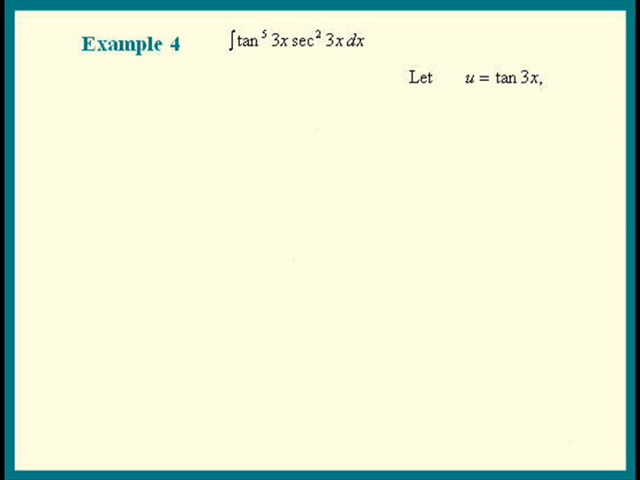 Example 4 ∫tan⁵ 3x sec² 3x dx
Let u = tan 3x,